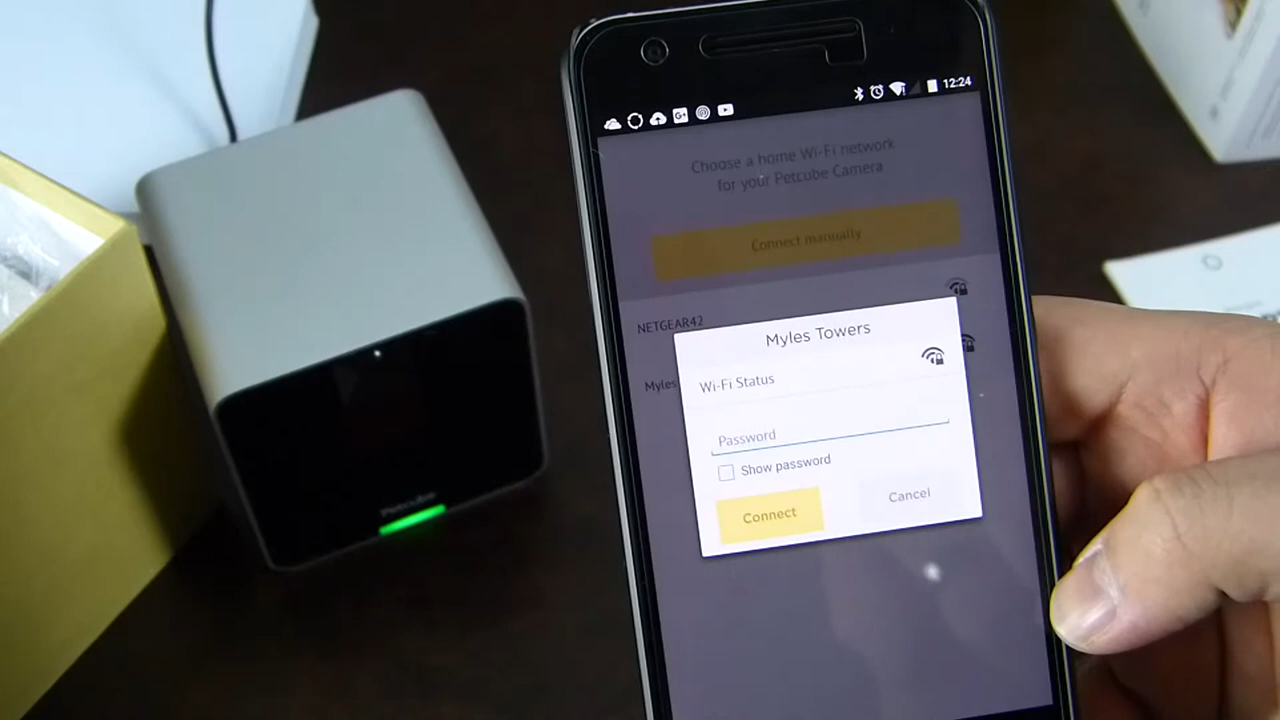 12:24
Choose a home Wi-Fi network
for your Petcube Camera
Connect manually
NETGEAR42
Myles Towers
Myles
Wi-Fi Status
Password
Show password
Connect
Cancel
Petcube